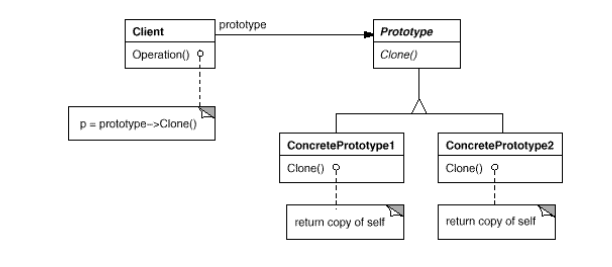 Client
prototype
Prototype
Operation()
Clone()
p = prototype–>Clone()
ConcretePrototype1
ConcretePrototype2
Clone()
Clone()
return copy of self
return copy of self